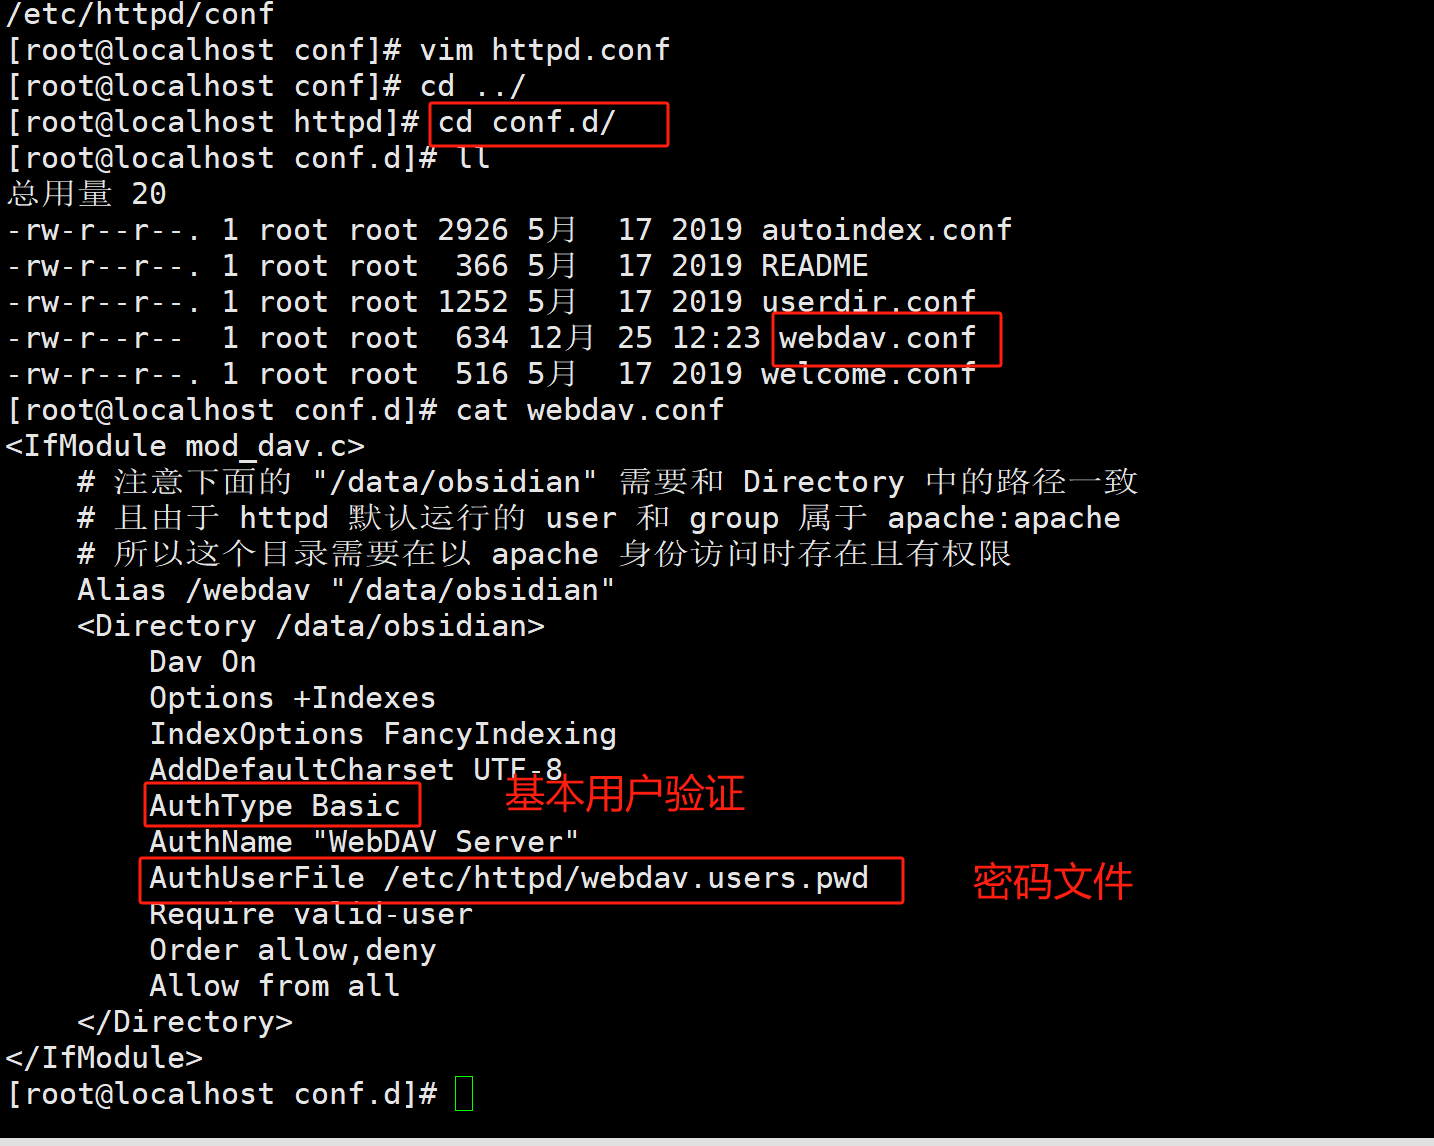 /etc/httpd/conf
[root@localhost conf]# vim httpd.conf
[root@localhost conf]# cd ../
[root@localhost httpd]# cd conf.d/
[root@localhost conf.d]# ll
总用量 20
-rw-r--r--. 1 root root 2926 5月  17 2019 autoindex.conf
-rw-r--r--. 1 root root  366 5月  17 2019 README
-rw-r--r--. 1 root root 1252 5月  17 2019 userdir.conf
-rw-r--r--  1 root root  634 12月 25 12:23 webdav.conf
-rw-r--r--. 1 root root  516 5月  17 2019 welcome.conf
[root@localhost conf.d]# cat webdav.conf
<IfModule mod_dav.c>
    # 注意下面的 "/data/obsidian" 需要和 Directory 中的路径一致
    # 且由于 httpd 默认运行的 user 和 group 属于 apache:apache
    # 所以这个目录需要在以 apache 身份访问时存在且有权限
    Alias /webdav "/data/obsidian"
    <Directory /data/obsidian>
        Dav On
        Options +Indexes
        IndexOptions FancyIndexing
        AddDefaultCharset UTF-8
        AuthType Basic 基本用户验证
        AuthName "WebDAV Server"
        AuthUserFile /etc/httpd/webdav.users.pwd 密码文件
        Require valid-user
        Order allow,deny
        Allow from all
    </Directory>
</IfModule>
[root@localhost conf.d]#